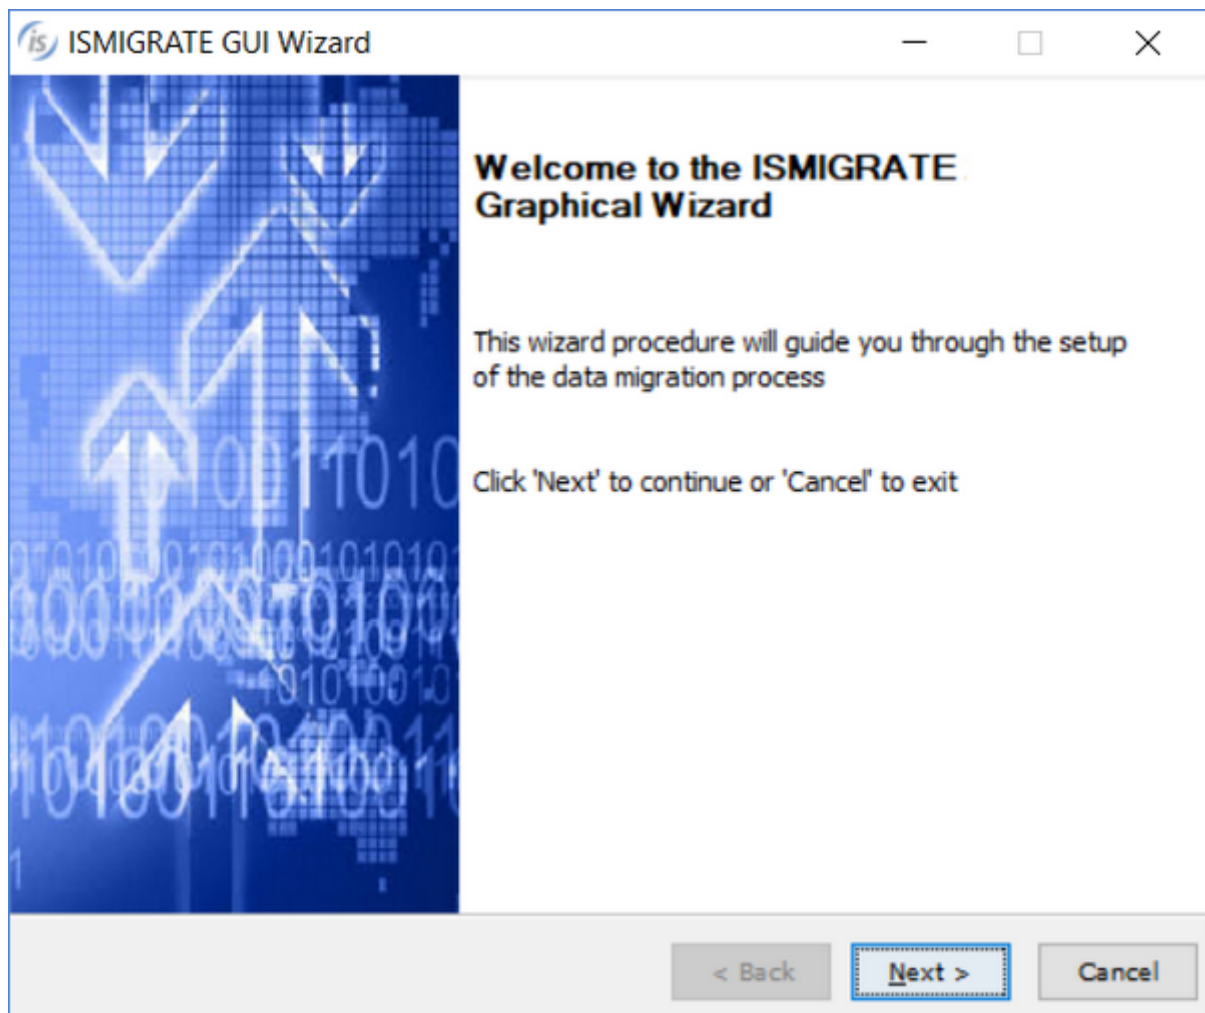 is ISMIGRATE GUI Wizard
Welcome to the ISMIGRATE
Graphical Wizard
This wizard procedure will guide you through the setup
of the data migration process
Click 'Next' to continue or 'Cancel' to exit
< Back Next > Cancel